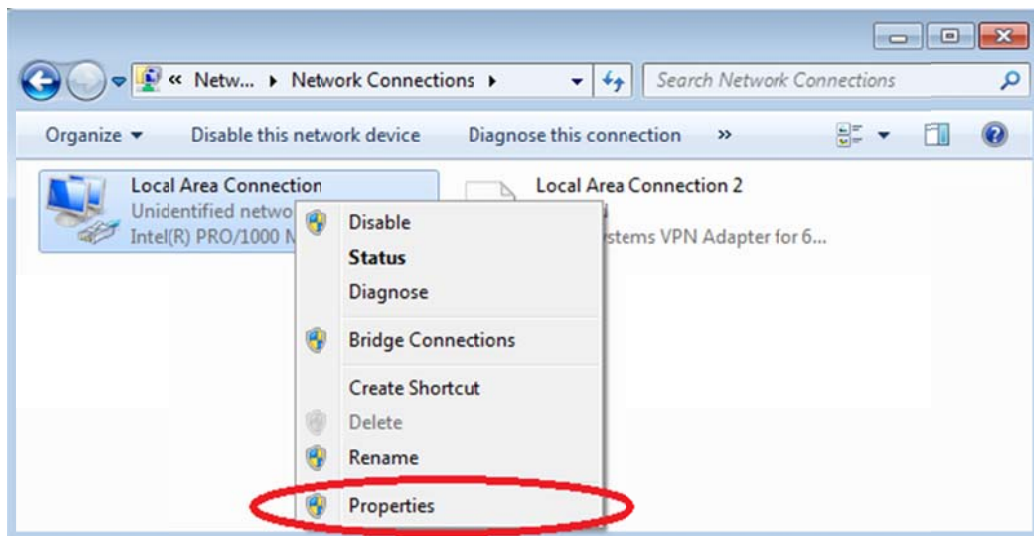 « Netw... ▸ Network Connections ▸
Search Network Connections
Organize
Disable this network device
Diagnose this connection
»
Local Area Connection
Unidentified netwo
Intel(R) PRO/1000 M
Local Area Connection 2
stems VPN Adapter for 6...
Disable
Status
Diagnose
Bridge Connections
Create Shortcut
Delete
Rename
Properties